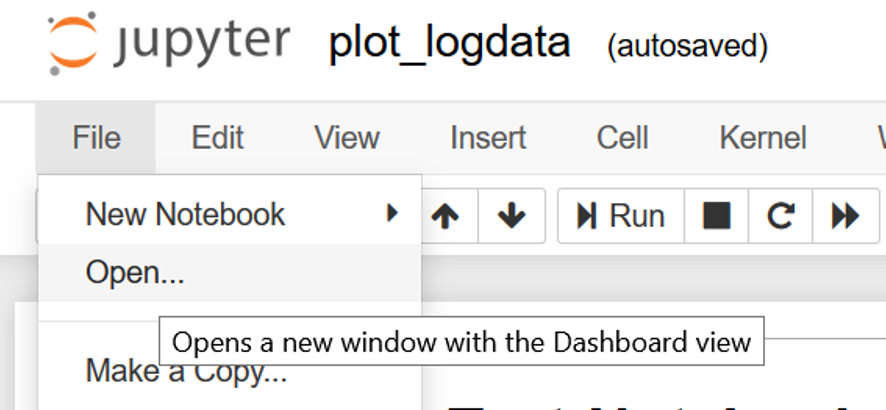 jupyter plot_logdata (autosaved)
File Edit View Insert Cell Kernel
New Notebook Run
Open...
Opens a new window with the Dashboard view
Make a Copy...